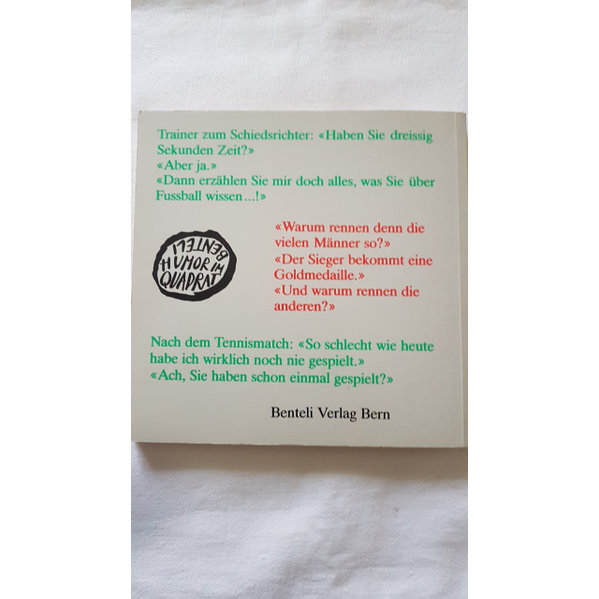 Trainer zum Schiedsrichter: «Haben Sie dreissig
Sekunden Zeit?»
«Aber ja.»
«Dann erzählen Sie mir doch alles, was Sie über
Fussball wissen...!»
BENTELI
HUMOR IM
QUADRAT
«Warum rennen denn die
vielen Männer so?»
«Der Sieger bekommt eine
Goldmedaille.»
«Und warum rennen die
anderen?»
Nach dem Tennismatch: «So schlecht wie heute
habe ich wirklich noch nie gespielt.»
«Ach, Sie haben schon einmal gespielt?»
Benteli Verlag Bern